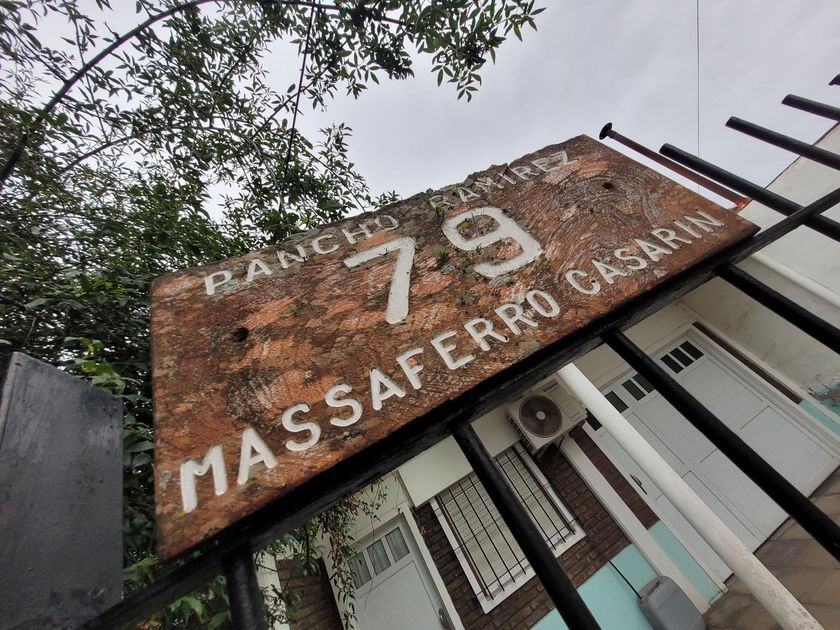 PANCHO RAMIREZ
79
MASSAFERRO CASARIN